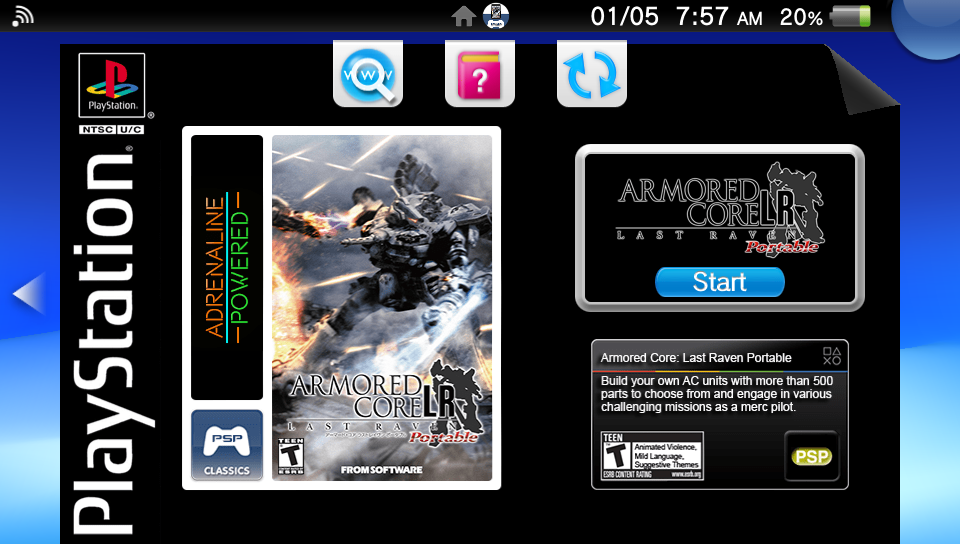 01/05 7:57 AM 20%
PlayStation®
NTSC U/C
PlayStation®
www
?
ADRENALINE
POWERED
PSP
CLASSICS
ARMORED
CORE LR
LAST RAVEN
Portable
TEEN
T
ESRB
FROM SOFTWARE
ARMORED
CORE LR
LAST RAVEN
Portable
Start
Armored Core: Last Raven Portable
Build your own AC units with more than 500
parts to choose from and engage in various
challenging missions as a merc pilot.
TEEN
T
Animated Violence,
Mild Language,
Suggestive Themes
ESRB CONTENT RATING www.esrb.org
PSP